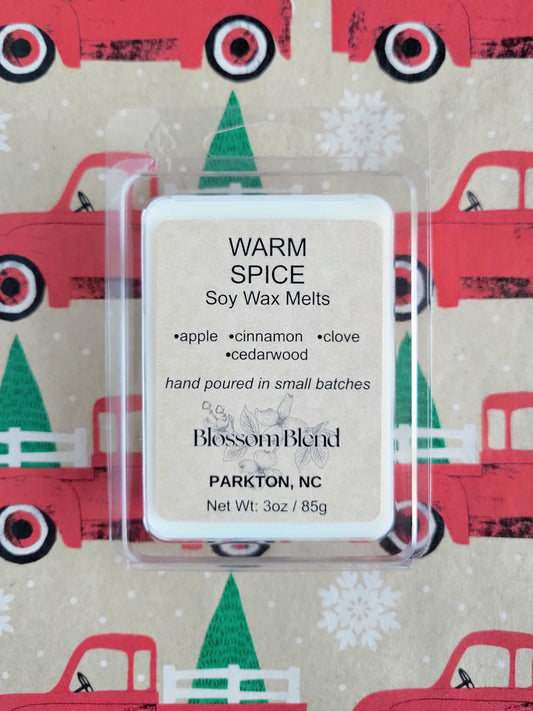 WARM
SPICE
Soy Wax Melts
•apple •cinnamon •clove
•cedarwood
hand poured in small batches
Blossom Blend
PARKTON, NC
Net Wt: 3oz / 85g